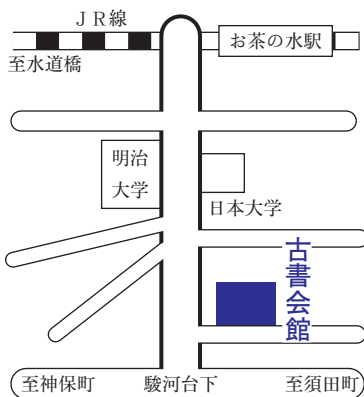 ＪＲ線
お茶の水駅
至水道橋
明治
大学
日本大学
古書会館
至神保町
駿河台下
至須田町